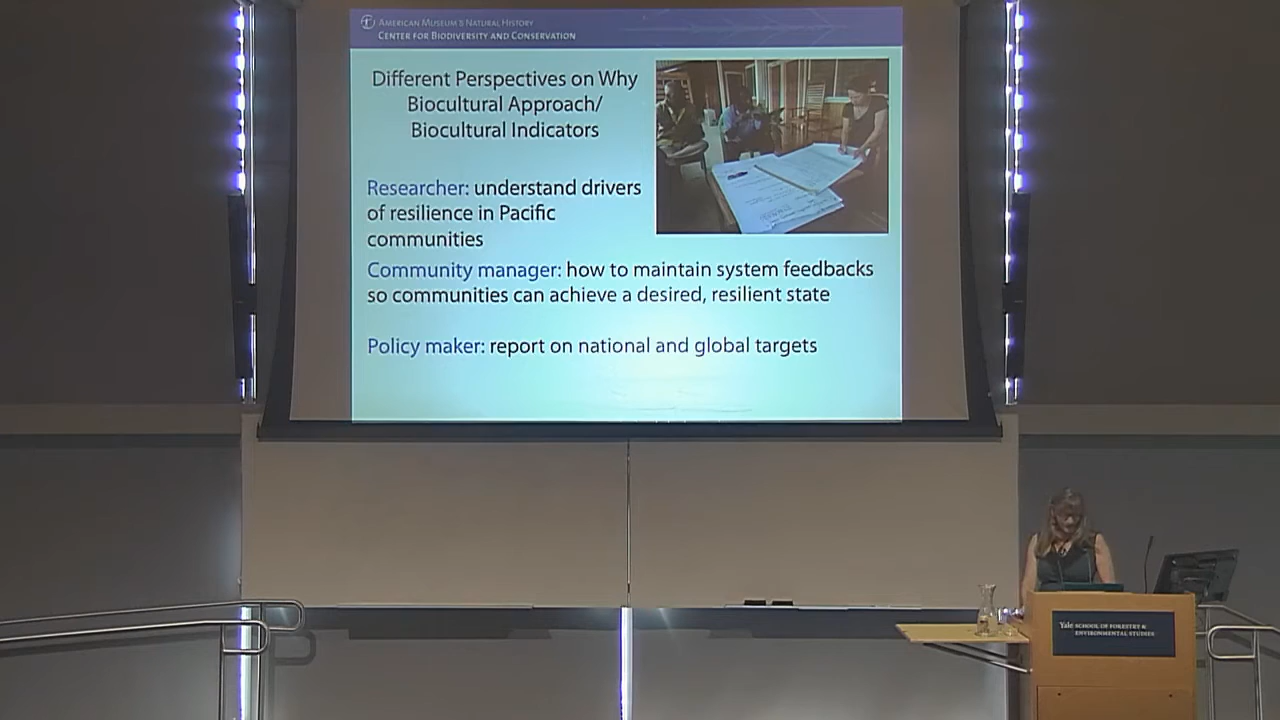 AMERICAN MUSEUM & NATURAL HISTORY
CENTER FOR BIODIVERSITY AND CONSERVATION
Different Perspectives on Why
Biocultural Approach/
Biocultural Indicators
Researcher: understand drivers
of resilience in Pacific
communities
Community manager: how to maintain system feedbacks
so communities can achieve a desired, resilient state
Policy maker: report on national and global targets
Yale SCHOOL OF FORESTRY &
ENVIRONMENTAL STUDIES